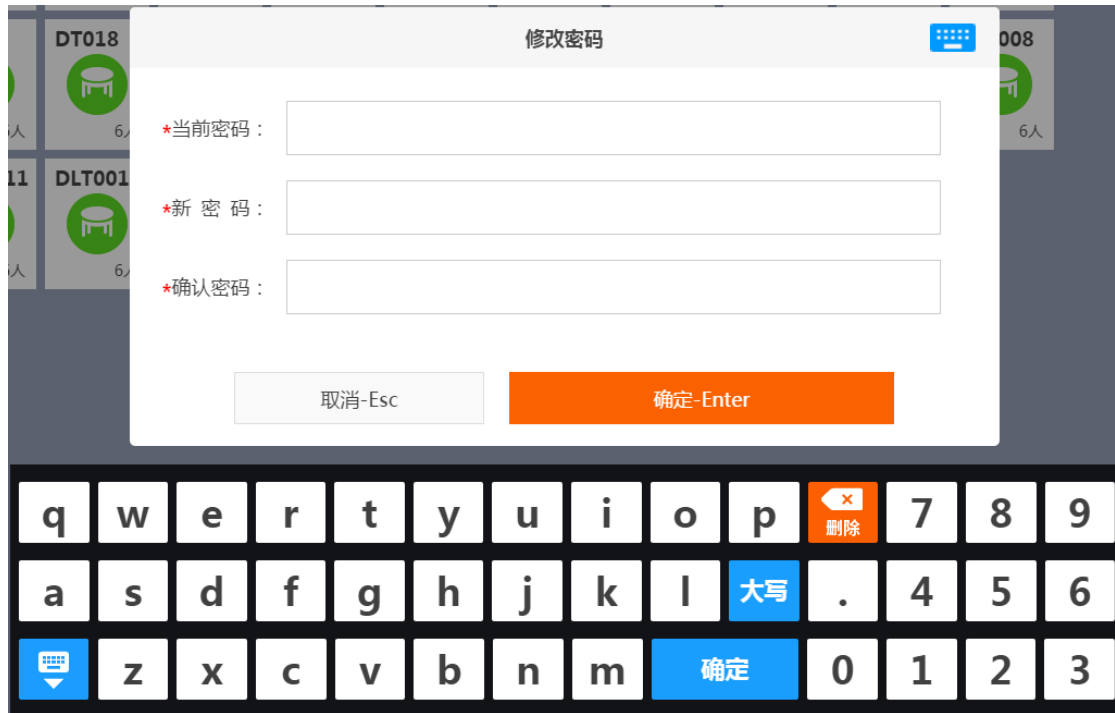 DT018
修改密码
008
人
6人
*当前密码：
6人
11
DLT001
*新 密 码：
人
6人
*确认密码：
取消-Esc
确定-Enter
q w e r t y u i o p 删除 7 8 9
a s d f g h j k l 大写 . 4 5 6
z x c v b n m 确定 0 1 2 3